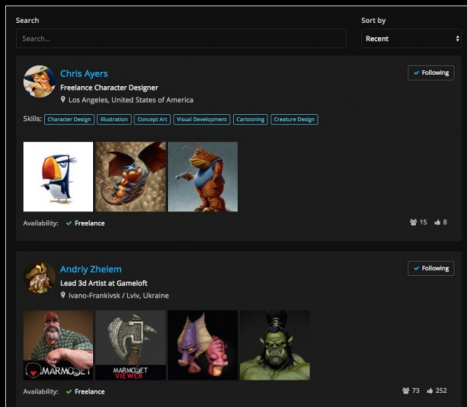 Search
Sort by
Search...
Recent
Chris Ayers
Following
Freelance Character Designer
Los Angeles, United States of America
Skills: Character Design Illustration Concept Art Visual Development Cartooning Creature Design
Availability: Freelance
15 8
Andriy Zhelem
Following
Lead 3d Artist at Gameloft
Ivano-Frankivsk / Lviv, Ukraine
MARMOSET
MARMOSET
VIEWER
Availability: Freelance
73 252